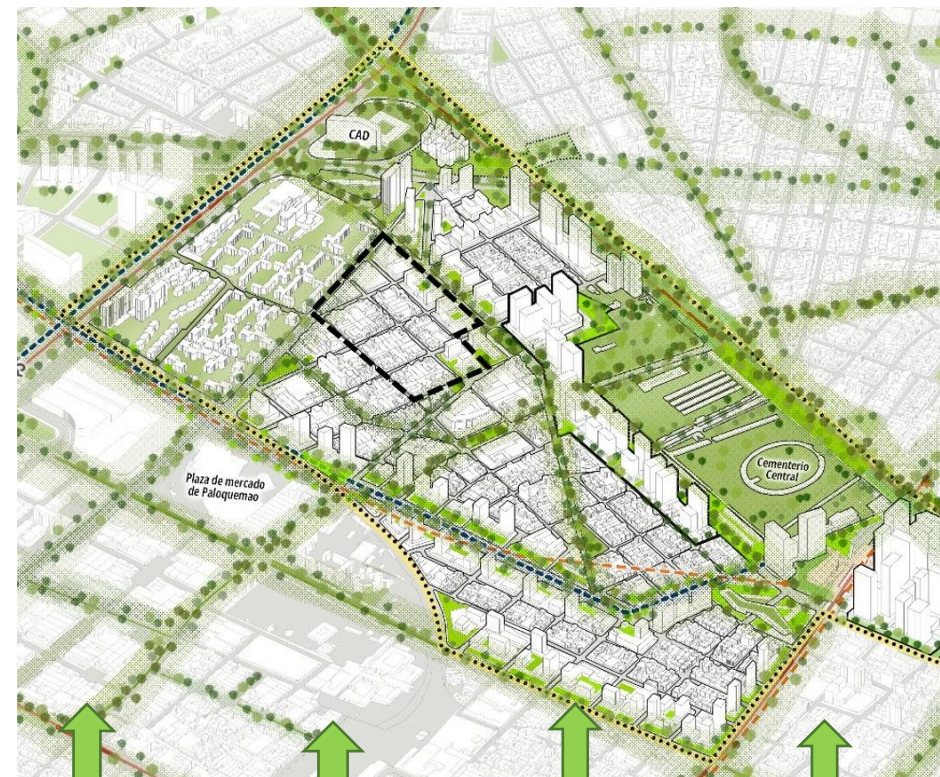 CAD
Plaza de mercado
de Paloquemao
Cementerio
Central